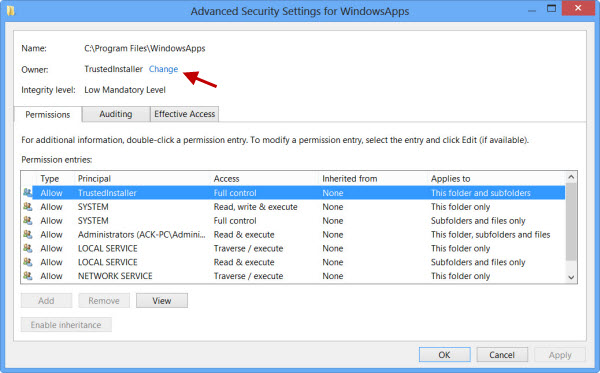 Advanced Security Settings for WindowsApps
Name: C:\Program Files\WindowsApps
Owner: TrustedInstaller Change
Integrity level: Low Mandatory Level
Permissions Auditing Effective Access
For additional information, double-click a permission entry. To modify a permission entry, select the entry and click Edit (if available).
Permission entries:
Type Principal Access Inherited from Applies to
Allow TrustedInstaller Full control None This folder and subfolders
Allow SYSTEM Read, write & execute None This folder only
Allow SYSTEM Full control None Subfolders and files only
Allow Administrators (ACK-PC\Admini... Read & execute None This folder, subfolders and files
Allow LOCAL SERVICE Traverse / execute None This folder only
Allow LOCAL SERVICE Read & execute None Subfolders and files only
Allow NETWORK SERVICE Traverse / execute None This folder only
Add Remove View
Enable inheritance
OK Cancel Apply